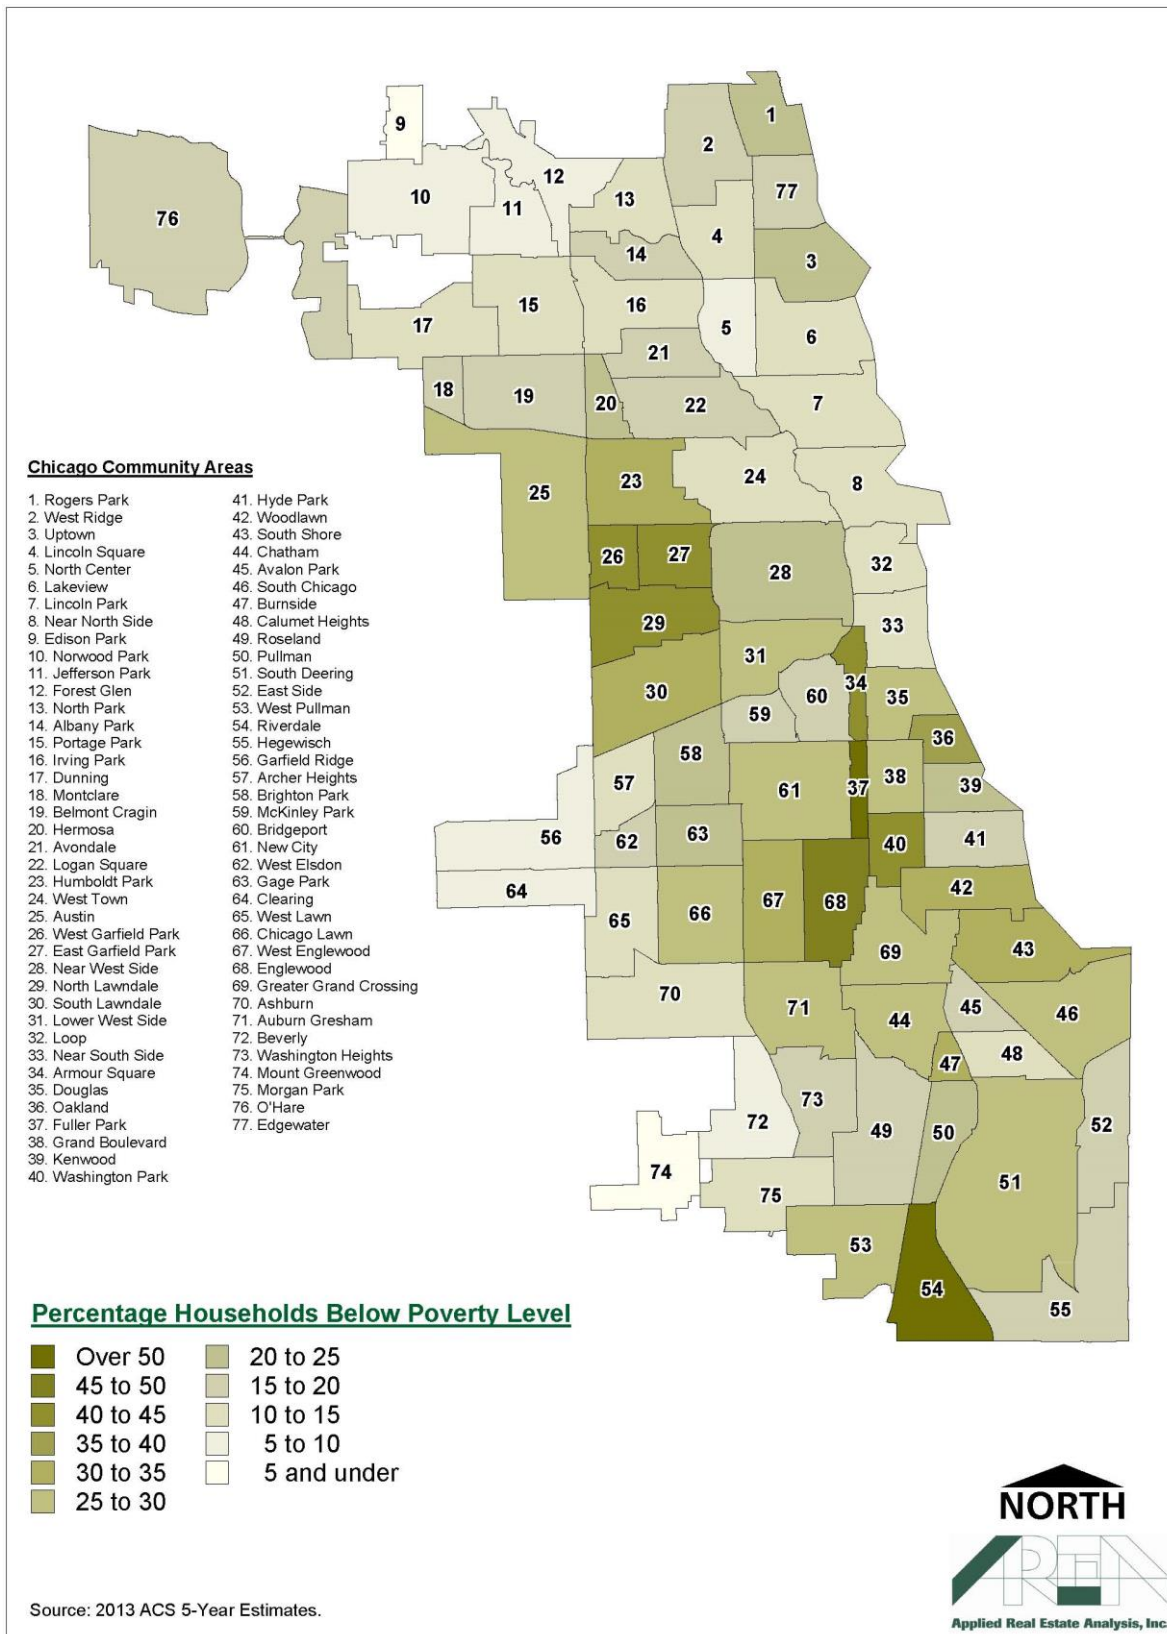 1
9
2
12
77
10
13
11
76
4
14
3
15
16
5
17
6
21
18
19
20
22
7
Chicago Community Areas
23
24
8
25
1. Rogers Park
2. West Ridge
3. Uptown
4. Lincoln Square
5. North Center
6. Lakeview
7. Lincoln Park
8. Near North Side
9. Edison Park
10. Norwood Park
11. Jefferson Park
12. Forest Glen
13. North Park
14. Albany Park
15. Portage Park
16. Irving Park
17. Dunning
18. Montclare
19. Belmont Cragin
20. Hermosa
21. Avondale
22. Logan Square
23. Humboldt Park
24. West Town
25. Austin
26. West Garfield Park
27. East Garfield Park
28. Near West Side
29. North Lawndale
30. South Lawndale
31. Lower West Side
32. Loop
33. Near South Side
34. Armour Square
35. Douglas
36. Oakland
37. Fuller Park
38. Grand Boulevard
39. Kenwood
40. Washington Park
41. Hyde Park
42. Woodlawn
43. South Shore
44. Chatham
45. Avalon Park
46. South Chicago
47. Burnside
48. Calumet Heights
49. Roseland
50. Pullman
51. South Deering
52. East Side
53. West Pullman
54. Riverdale
55. Hegewisch
56. Garfield Ridge
57. Archer Heights
58. Brighton Park
59. McKinley Park
60. Bridgeport
61. New City
62. West Elsdon
63. Gage Park
64. Clearing
65. West Lawn
66. Chicago Lawn
67. West Englewood
68. Englewood
69. Greater Grand Crossing
70. Ashburn
71. Auburn Gresham
72. Beverly
73. Washington Heights
74. Mount Greenwood
75. Morgan Park
76. O'Hare
77. Edgewater
26
27
28
32
29
33
31
34
30
60
35
59
36
58
57
61
37
38
39
56
62
63
40
41
64
42
65
66
67
68
69
43
70
71
44
45
46
47
48
72
73
49
50
52
74
75
51
53
54
55
Percentage Households Below Poverty Level
Over 50
45 to 50
40 to 45
35 to 40
30 to 35
25 to 30
20 to 25
15 to 20
10 to 15
5 to 10
5 and under
NORTH
AREA
Applied Real Estate Analysis, Inc
Source: 2013 ACS 5-Year Estimates.